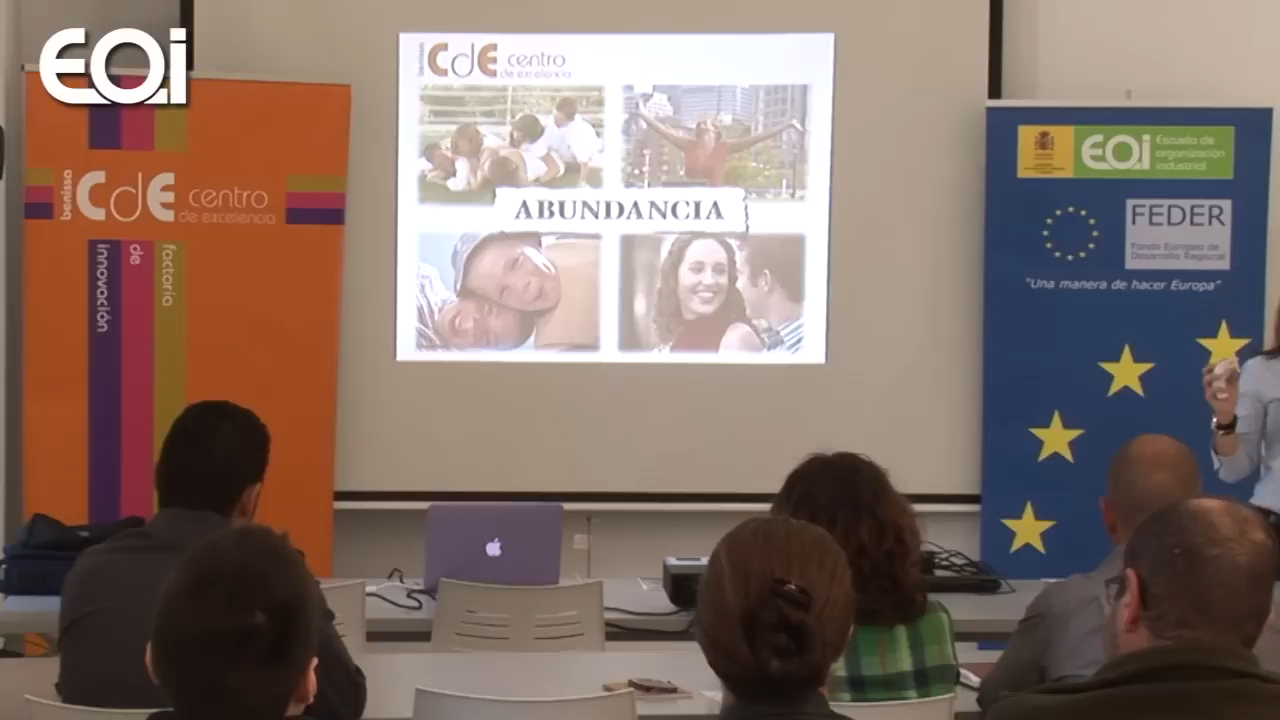 EOi
benissa CdE centro
de excelencia
innovación
de
factoría
benissa CdE centro
de excelencia
ABUNDANCIA
EOi Escuela de
organización
industrial
FEDER
Fondo Europeo de
Desarrollo Regional
"Una manera de hacer Europa"